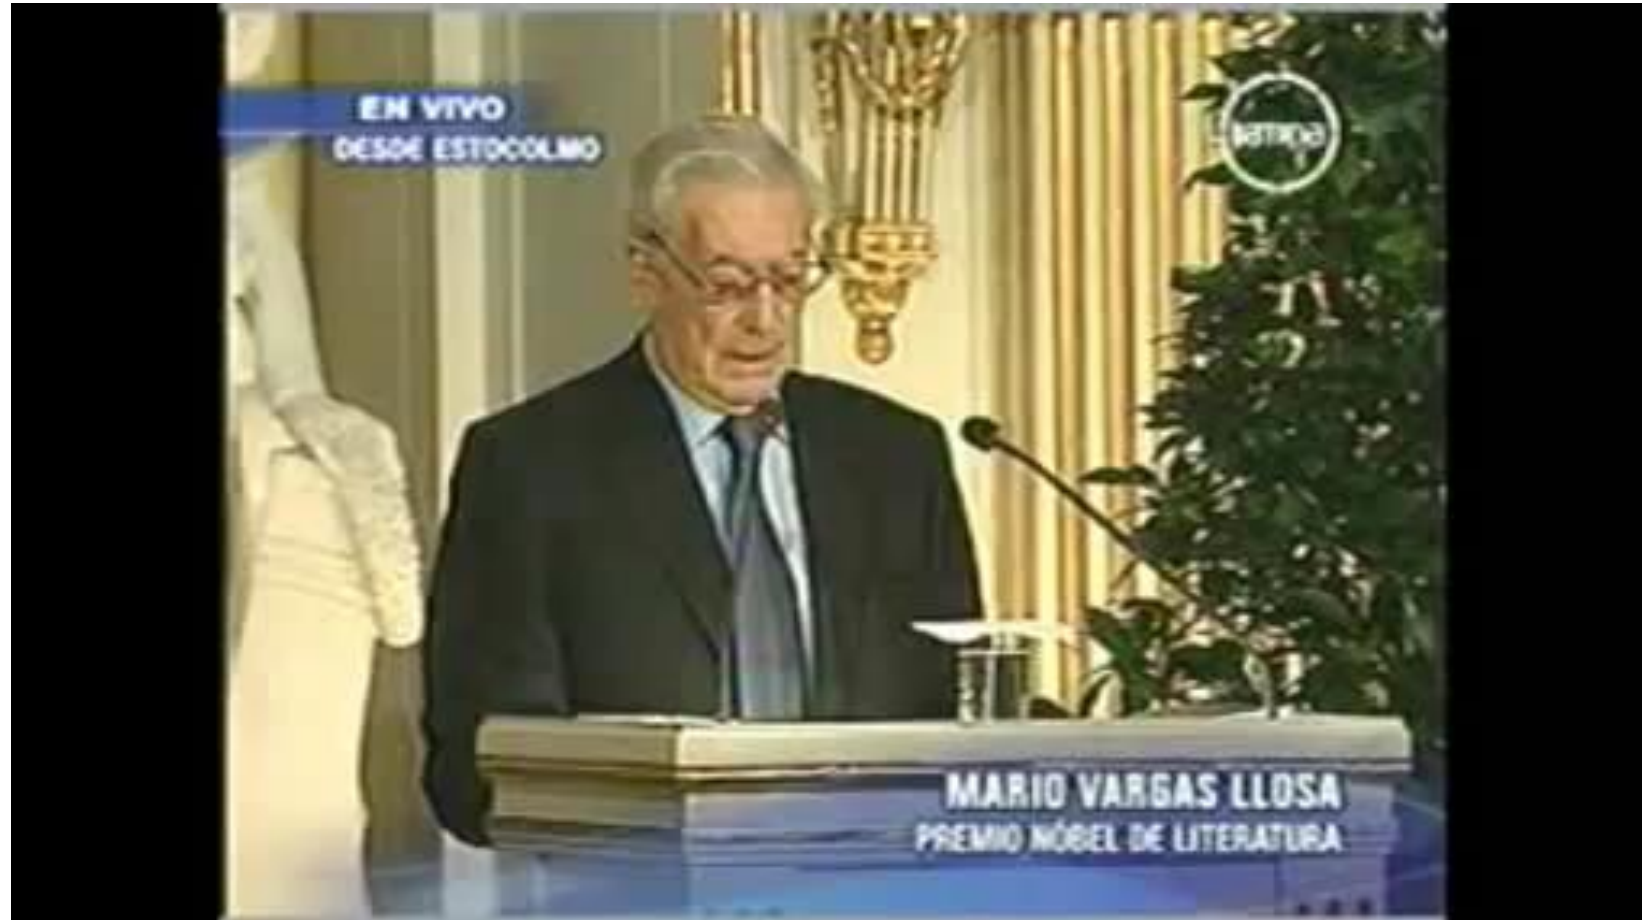 EN VIVO
DESDE ESTOCOLMO
MARIO VARGAS LLOSA
PREMIO NÓBEL DE LITERATURA